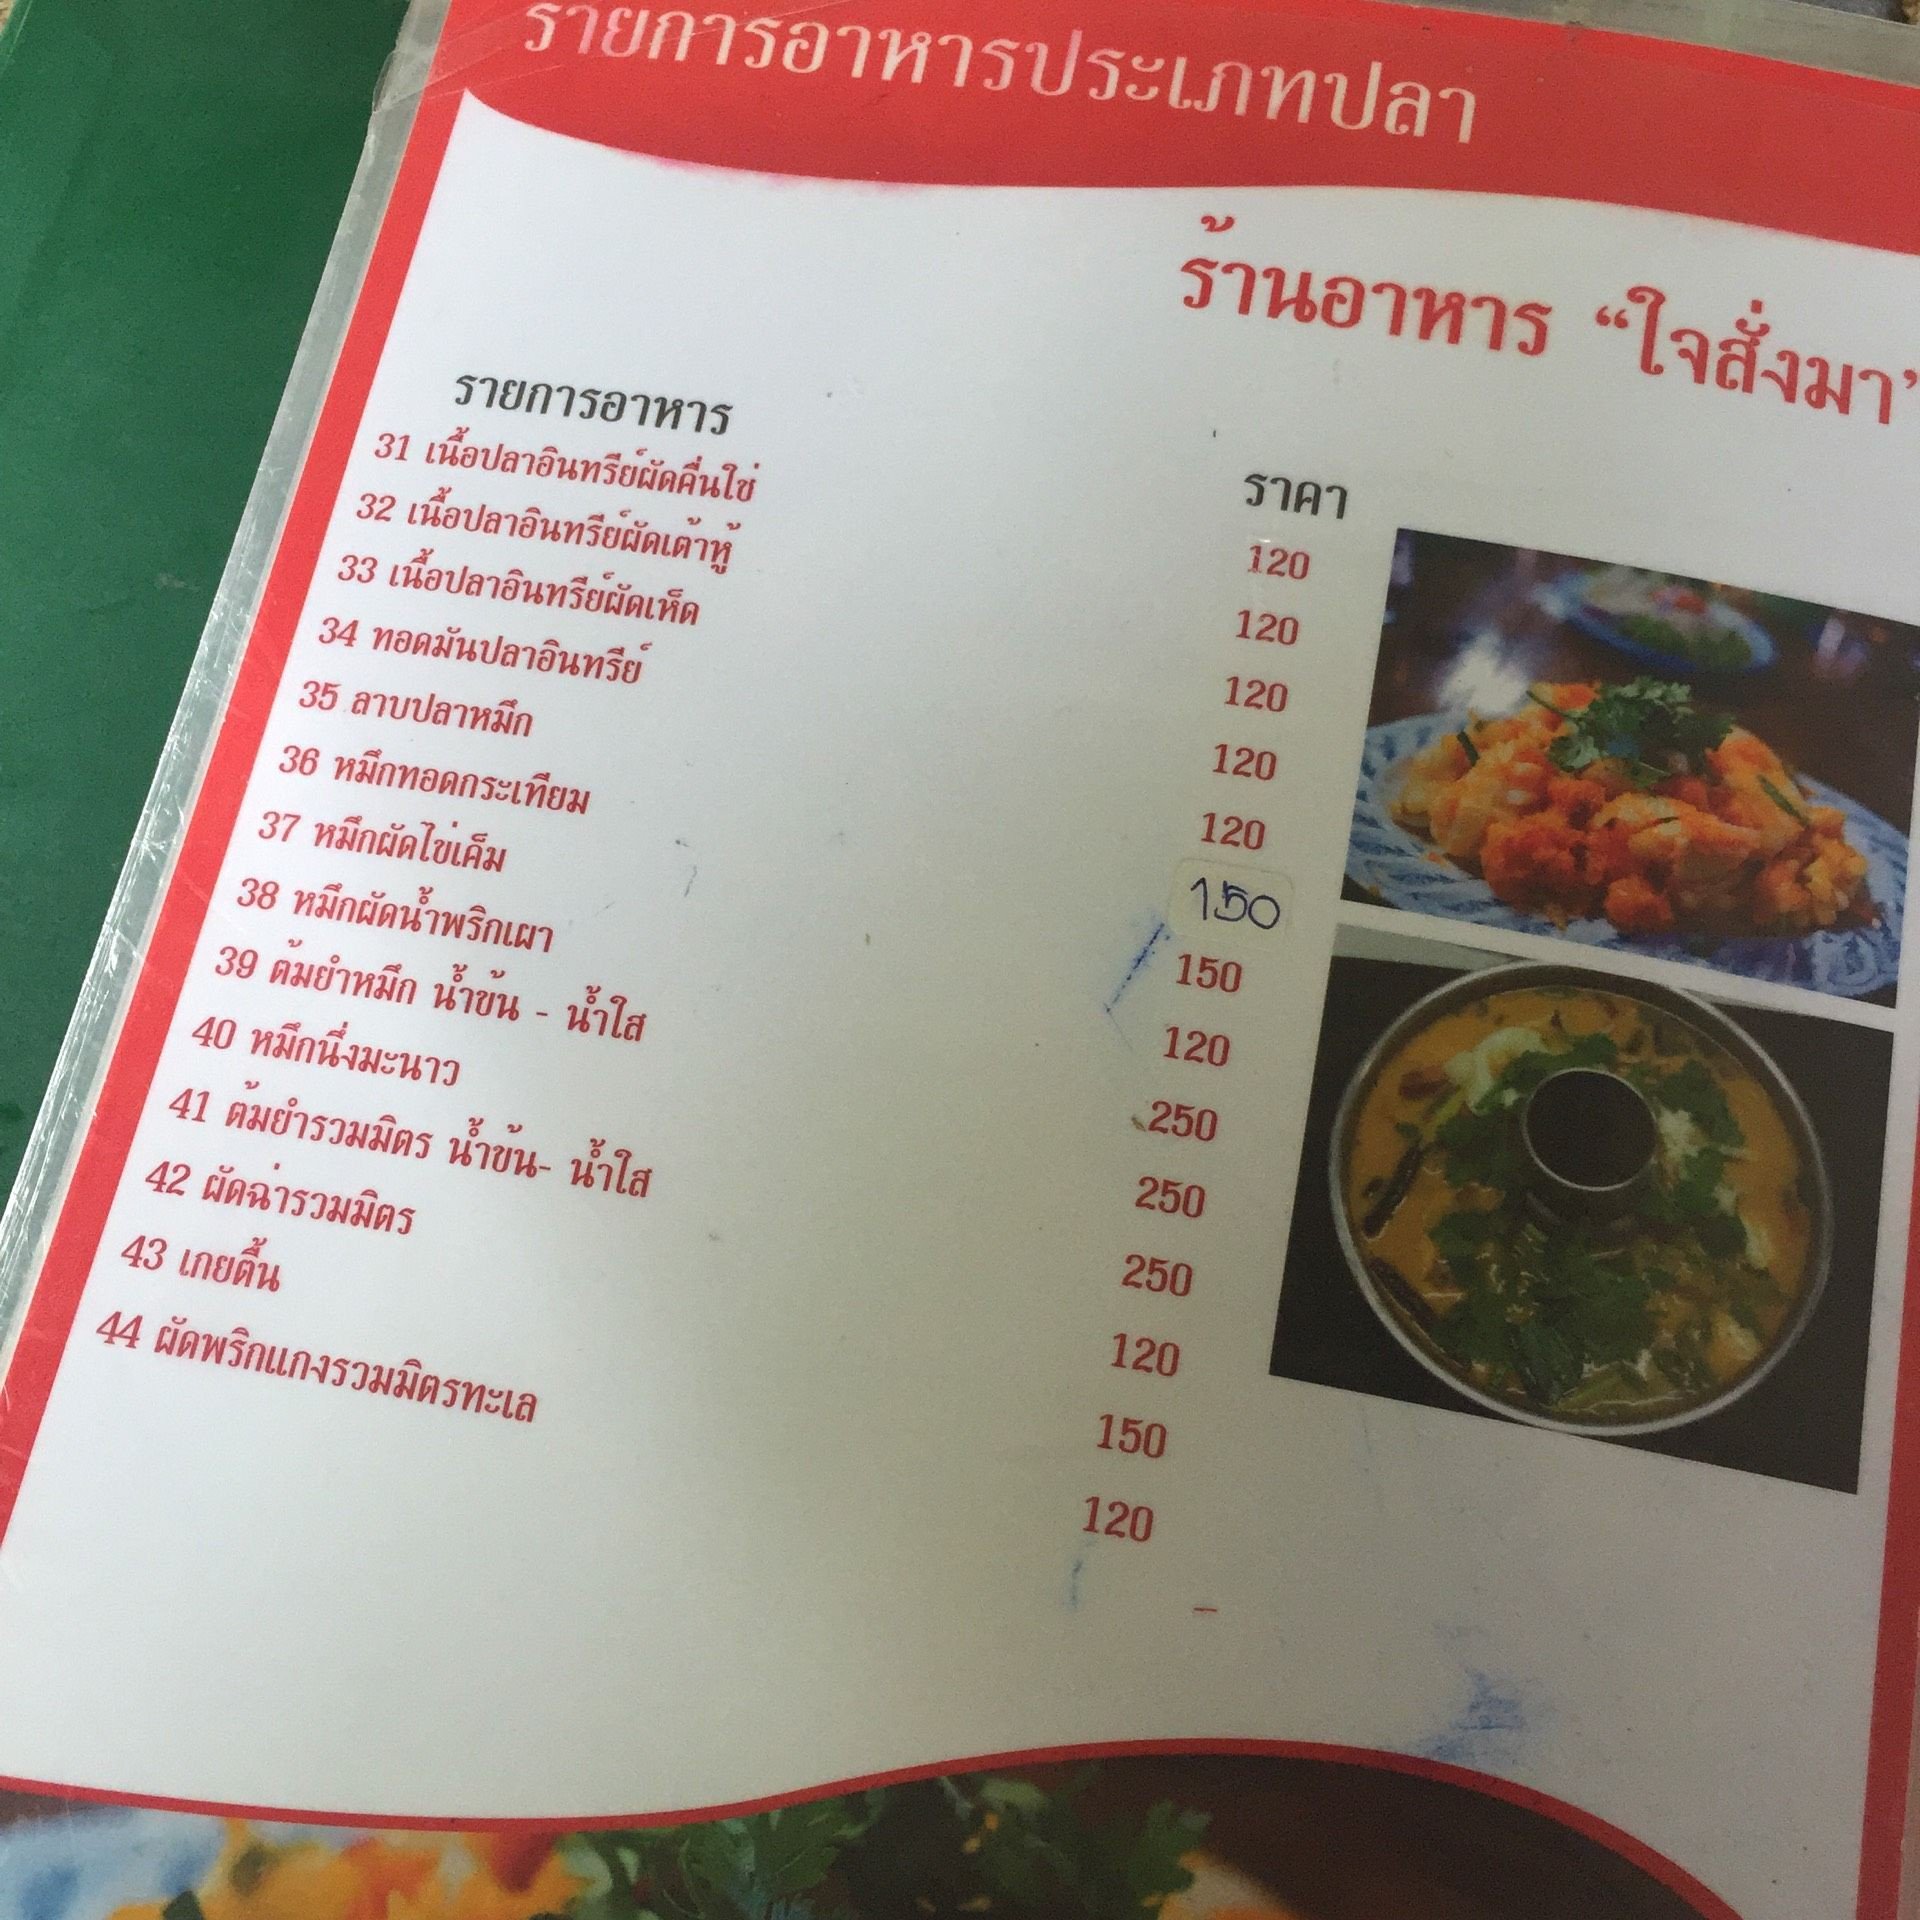 รายการอาหารประเภทปลา
ร้านอาหาร “ใจสั่งมา”
รายการอาหาร ราคา
31 เนื้อปลาอินทรีย์ผัดคื่นใช่ 120
32 เนื้อปลาอินทรีย์ผัดเต้าหู้ 120
33 เนื้อปลาอินทรีย์ผัดเห็ด 120
34 ทอดมันปลาอินทรีย์ 120
35 ลาบปลาหมึก 120
36 หมึกทอดกระเทียม 150
37 หมึกผัดไข่เค็ม 150
38 หมึกผัดน้ำพริกเผา 120
39 ต้มยำหมึก น้ำข้น - น้ำใส 250
40 หมึกนึ่งมะนาว 250
41 ต้มยำรวมมิตร น้ำข้น- น้ำใส 250
42 ผัดฉ่ารวมมิตร 120
43 เกยตื้น 150
44 ผัดพริกแกงรวมมิตรทะเล 120